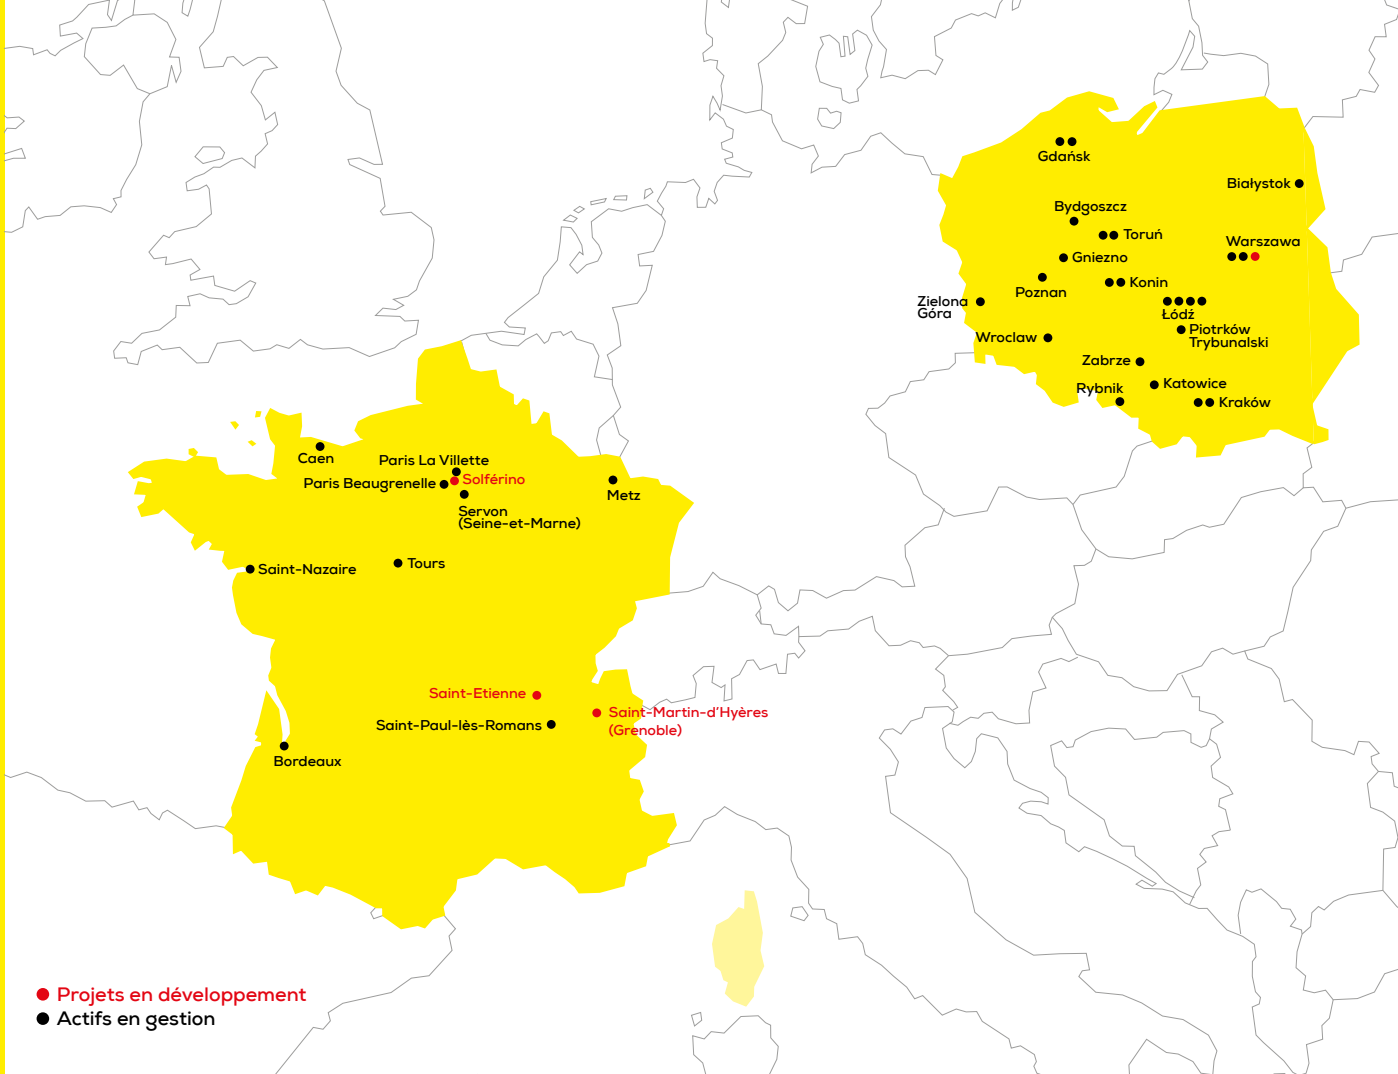 Gdańsk
Białystok
Bydgoszcz
Toruń
Warszawa
Gniezno
Poznan
Konin
Zielona
Góra
Łódź
Piotrków
Trybunalski
Wroclaw
Zabrze
Katowice
Rybnik
Kraków
Caen
Paris La Villette
Paris Beaugrenelle
Solférino
Metz
Servon
(Seine-et-Marne)
Saint-Nazaire
Tours
Saint-Etienne
Saint-Martin-d'Hyères
(Grenoble)
Saint-Paul-lès-Romans
Bordeaux
Projets en développement
Actifs en gestion